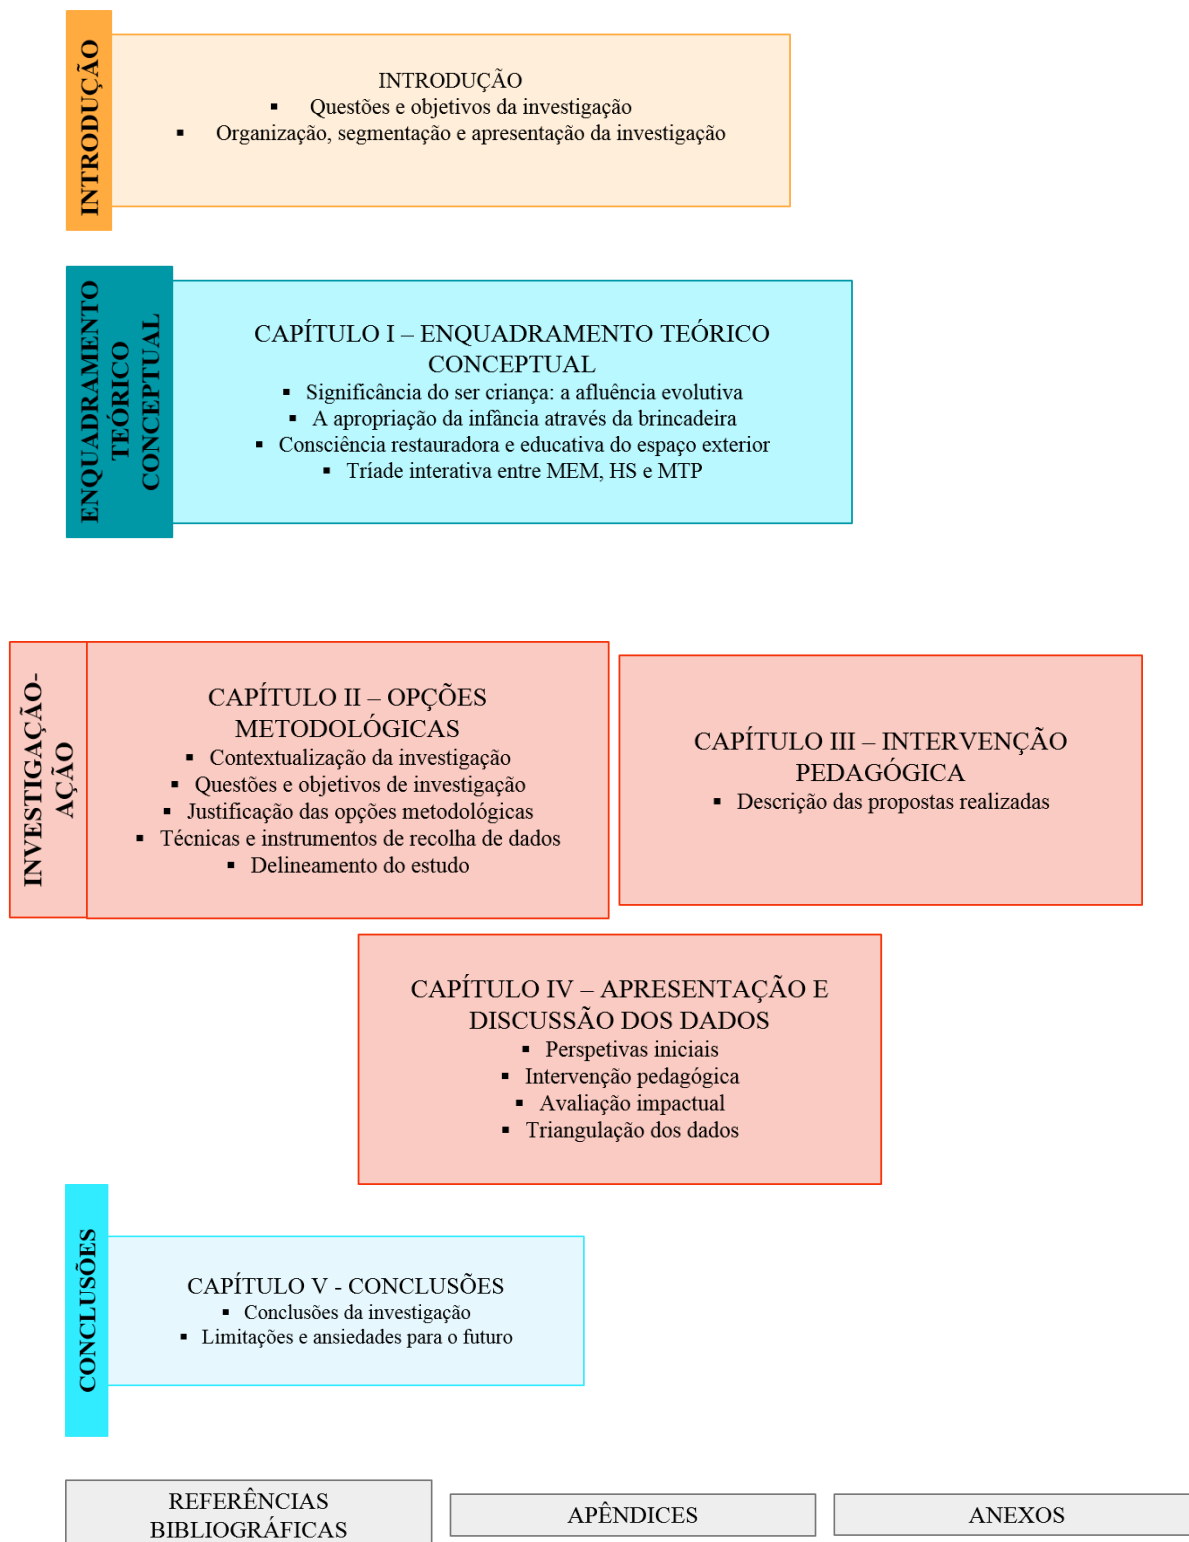 INTRODUÇÃO
INTRODUÇÃO
▪ Questões e objetivos da investigação
▪ Organização, segmentação e apresentação da investigação
ENQUADRAMENTO
TEÓRICO
CONCEPTUAL
CAPÍTULO I – ENQUADRAMENTO TEÓRICO
CONCEPTUAL
▪ Significância do ser criança: a afluência evolutiva
▪ A apropriação da infância através da brincadeira
▪ Consciência restauradora e educativa do espaço exterior
▪ Tríade interativa entre MEM, HS e MTP
INVESTIGAÇÃO-
AÇÃO
CAPÍTULO II – OPÇÕES
METODOLÓGICAS
▪ Contextualização da investigação
▪ Questões e objetivos de investigação
▪ Justificação das opções metodológicas
▪ Técnicas e instrumentos de recolha de dados
▪ Delineamento do estudo
CAPÍTULO III – INTERVENÇÃO
PEDAGÓGICA
▪ Descrição das propostas realizadas
CAPÍTULO IV – APRESENTAÇÃO E
DISCUSSÃO DOS DADOS
▪ Perspetivas iniciais
▪ Intervenção pedagógica
▪ Avaliação impactual
▪ Triangulação dos dados
CONCLUSÕES
CAPÍTULO V - CONCLUSÕES
▪ Conclusões da investigação
▪ Limitações e ansiedades para o futuro
REFERÊNCIAS
BIBLIOGRÁFICAS
APÊNDICES
ANEXOS